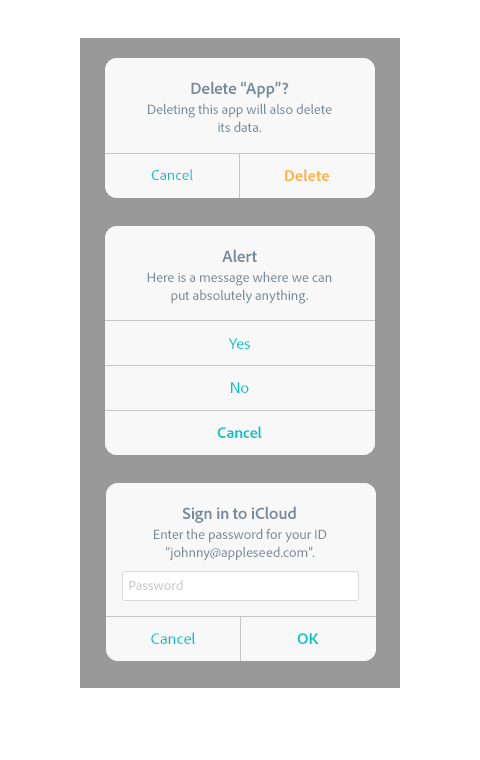 Delete “App”?
Deleting this app will also delete
its data.
Cancel
Delete
Alert
Here is a message where we can
put absolutely anything.
Yes
No
Cancel
Sign in to iCloud
Enter the password for your ID
“johnny@appleseed.com”.
Password
Cancel
OK